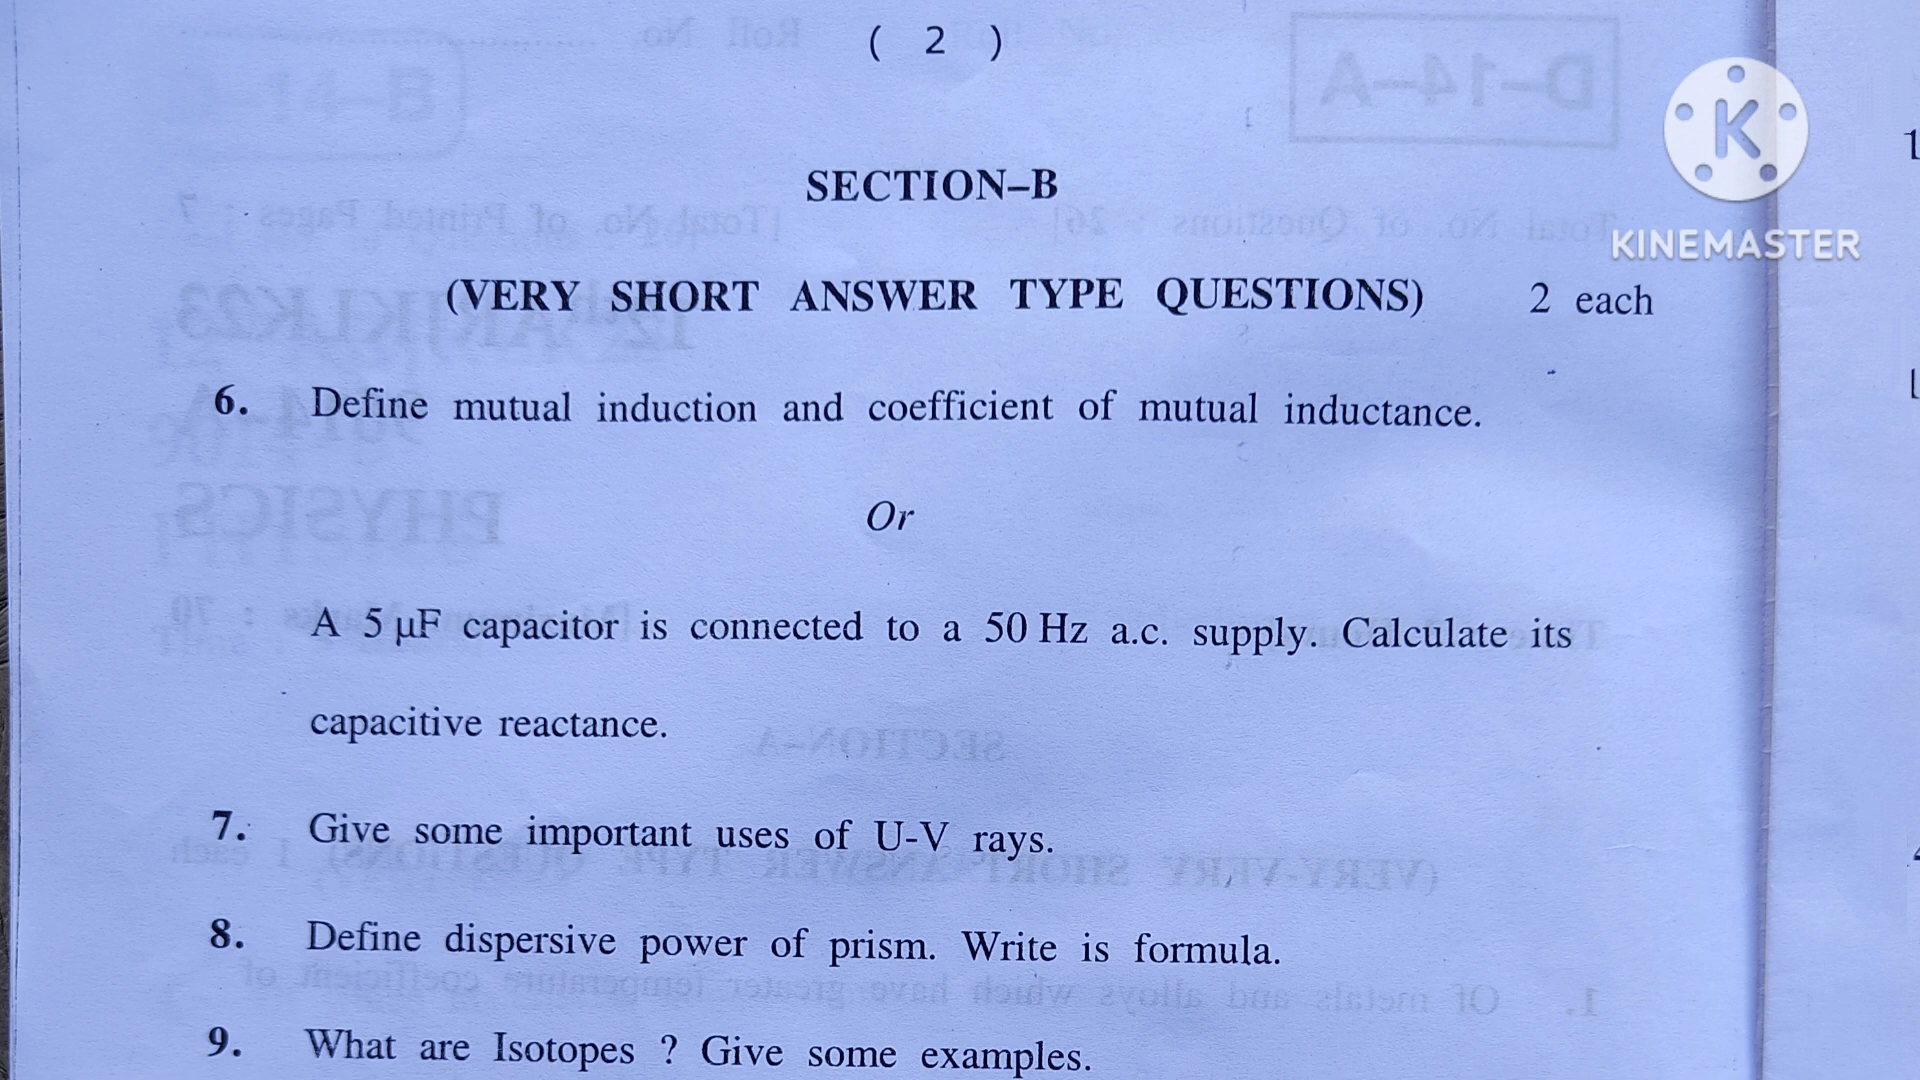 ( 2 )
D-14-A
SECTION–B
(VERY SHORT ANSWER TYPE QUESTIONS) 2 each
6. Define mutual induction and coefficient of mutual inductance.
Or
A 5 µF capacitor is connected to a 50 Hz a.c. supply. Calculate its
capacitive reactance.
7. Give some important uses of U-V rays.
8. Define dispersive power of prism. Write is formula.
9. What are Isotopes ? Give some examples.
K
KINEMASTER